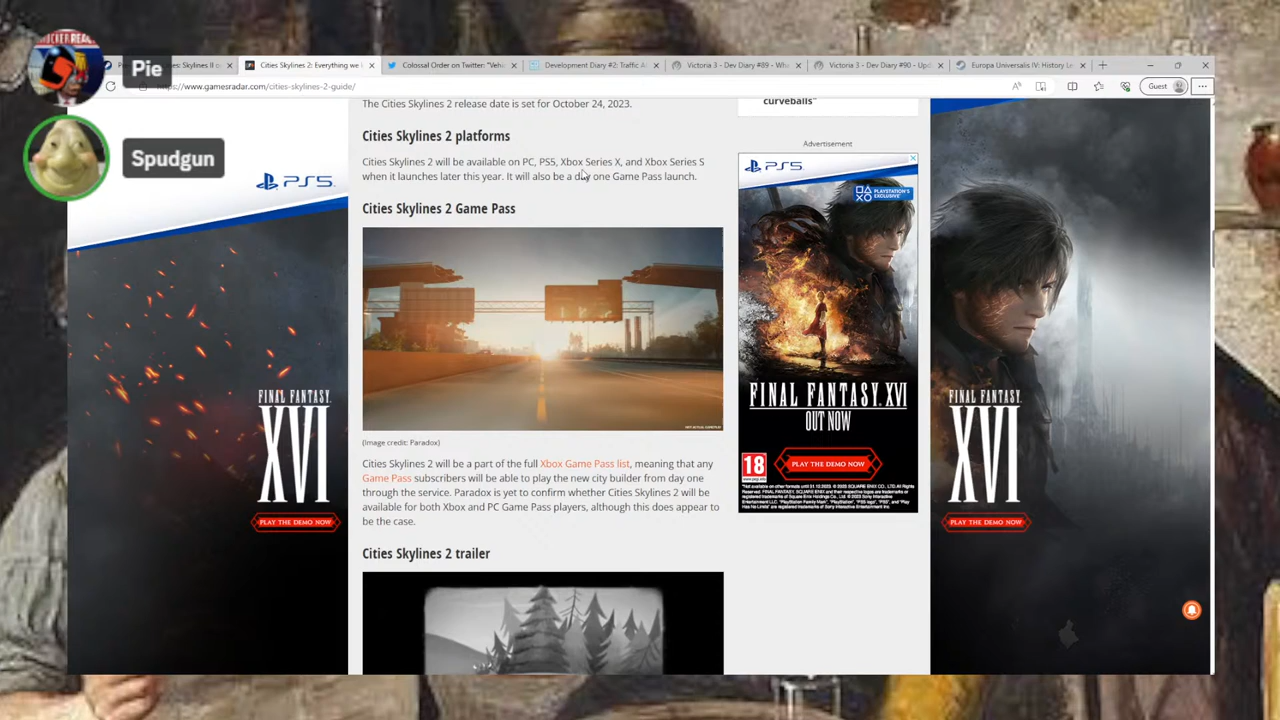 Pie
: Skylines II o
Cities Skylines 2: Everything we k
Colossal Order on Twitter: "Vehi
Development Diary #2: Traffic A
Victoria 3 - Dev Diary #89 - Wha
Victoria 3 - Dev Diary #90 - Upd
Europa Universalis IV: History L
https://www.gamesradar.com/cities-skylines-2-guide/
Guest
Spudgun
PS5
The Cities Skylines 2 release date is set for October 24, 2023.
Cities Skylines 2 platforms
Cities Skylines 2 will be available on PC, PS5, Xbox Series X, and Xbox Series S
when it launches later this year. It will also be a day one Game Pass launch.
Cities Skylines 2 Game Pass
(Image credit: Paradox)
Cities Skylines 2 will be a part of the full Xbox Game Pass list, meaning that any
Game Pass subscribers will be able to play the new city builder from day one
through the service. Paradox is yet to confirm whether Cities Skylines 2 will be
available for both Xbox and PC Game Pass players, although this does appear to
be the case.
Cities Skylines 2 trailer
curveballs"
Advertisement
PS5
PLAYSTATION'S
EXCLUSIVE
FINAL FANTASY XVI
OUT NOW
18
PLAY THE DEMO NOW
FINAL FANTASY
XVI
PLAY THE DEMO NOW
FINAL FANTASY
XVI
PLAY THE DEMO NOW